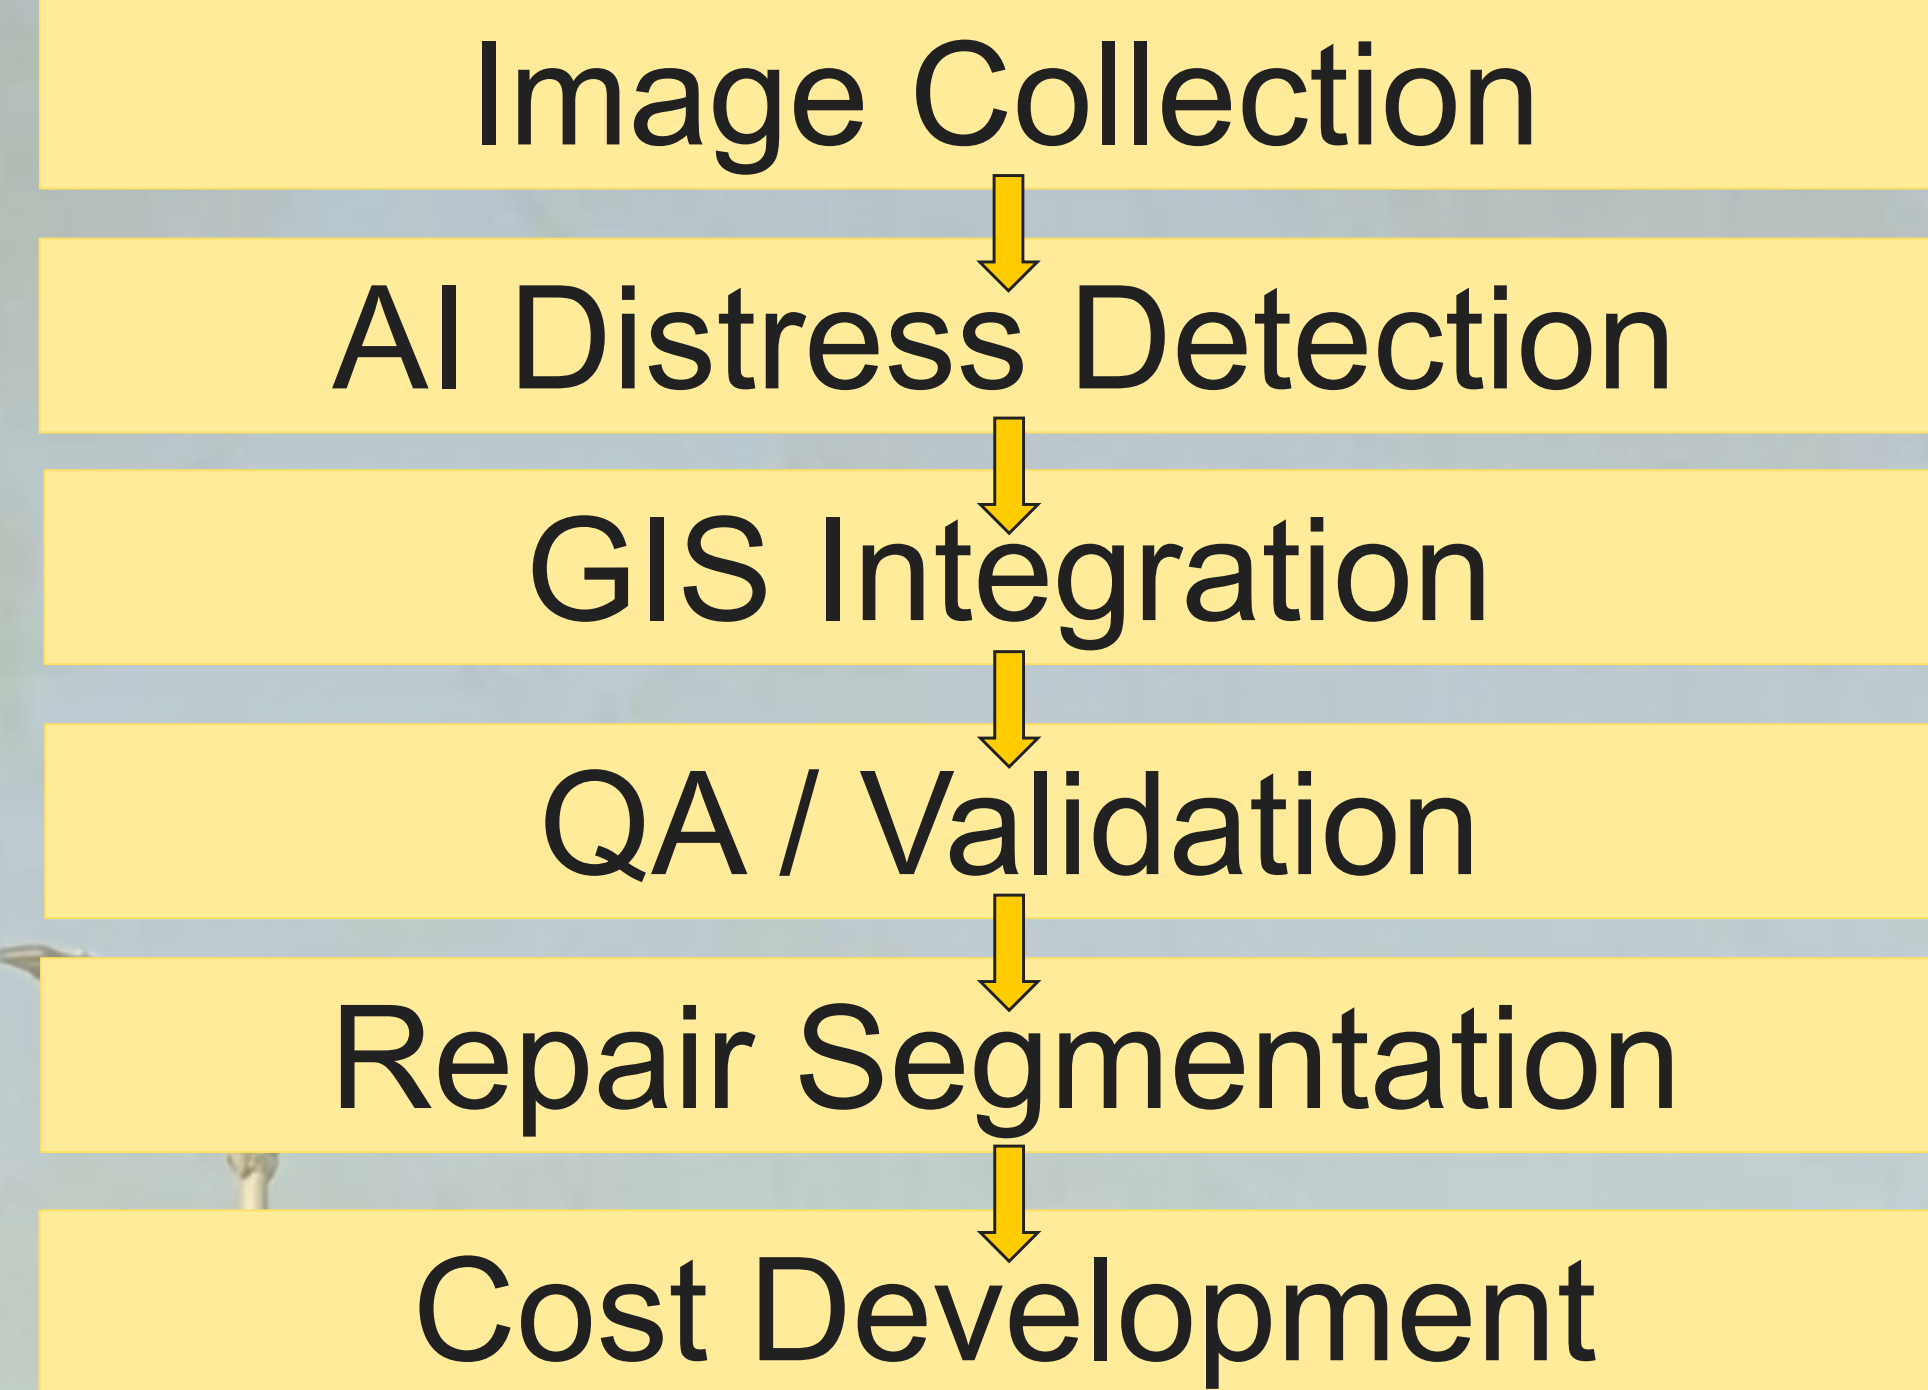 Image Collection
AI Distress Detection
GIS Integration
QA / Validation
Repair Segmentation
Cost Development